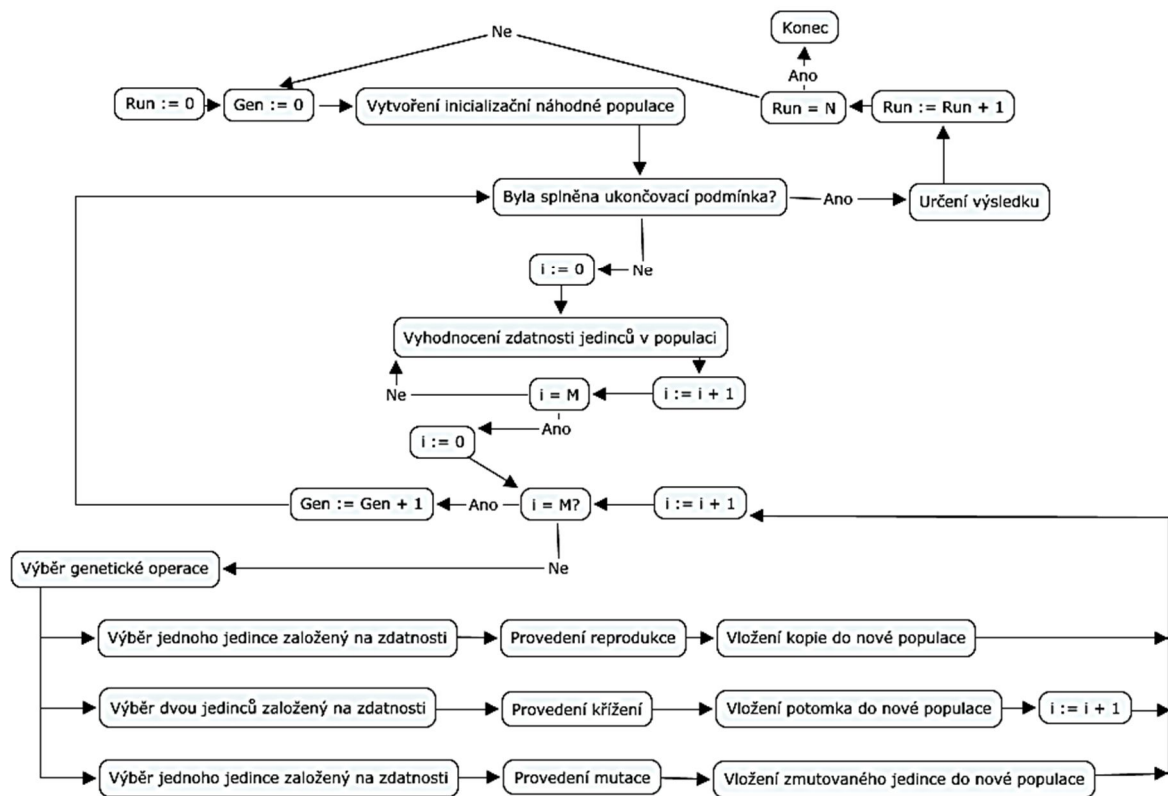 Ne
Konec
Ano
Run := 0
Gen := 0
Vytvoření inicializační náhodné populace
Run = N
Run := Run + 1
Byla splněna ukončovací podmínka?
Ano
Určení výsledku
i := 0
Ne
Vyhodnocení zdatnosti jedinců v populaci
Ne
i = M
i := i + 1
Ano
i := 0
Gen := Gen + 1
Ano
i = M?
i := i + 1
Výběr genetické operace
Ne
Výběr jednoho jedince založený na zdatnosti
Provedení reprodukce
Vložení kopie do nové populace
Výběr dvou jedinců založený na zdatnosti
Provedení křížení
Vložení potomka do nové populace
i := i + 1
Výběr jednoho jedince založený na zdatnosti
Provedení mutace
Vložení zmutovaného jedince do nové populace